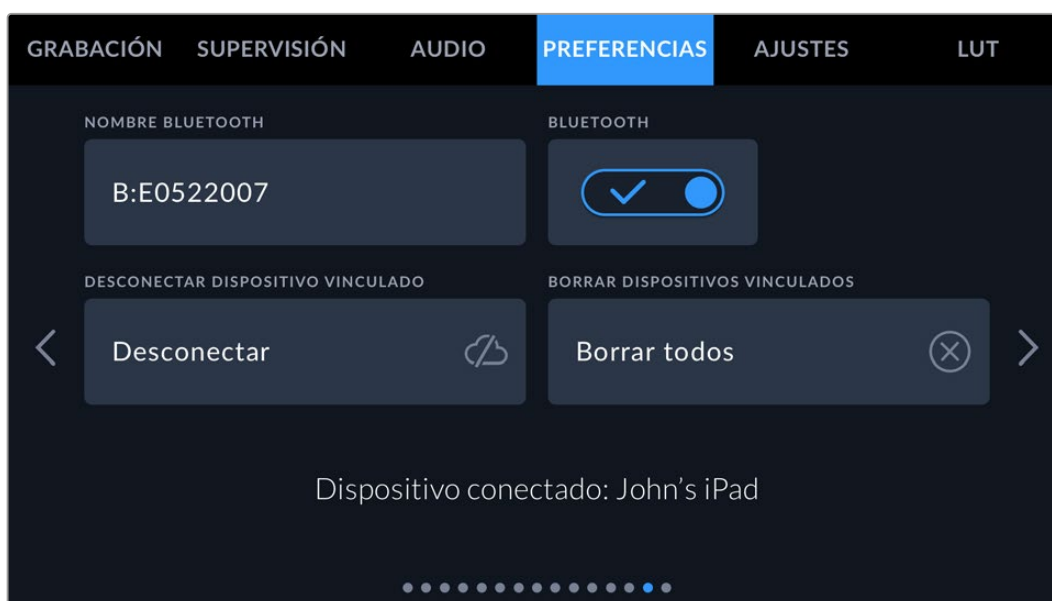 GRABACIÓN SUPERVISIÓN AUDIO PREFERENCIAS AJUSTES LUT
NOMBRE BLUETOOTH BLUETOOTH
B:E0522007
DESCONECTAR DISPOSITIVO VINCULADO BORRAR DISPOSITIVOS VINCULADOS
Desconectar Borrar todos
Dispositivo conectado: John’s iPad